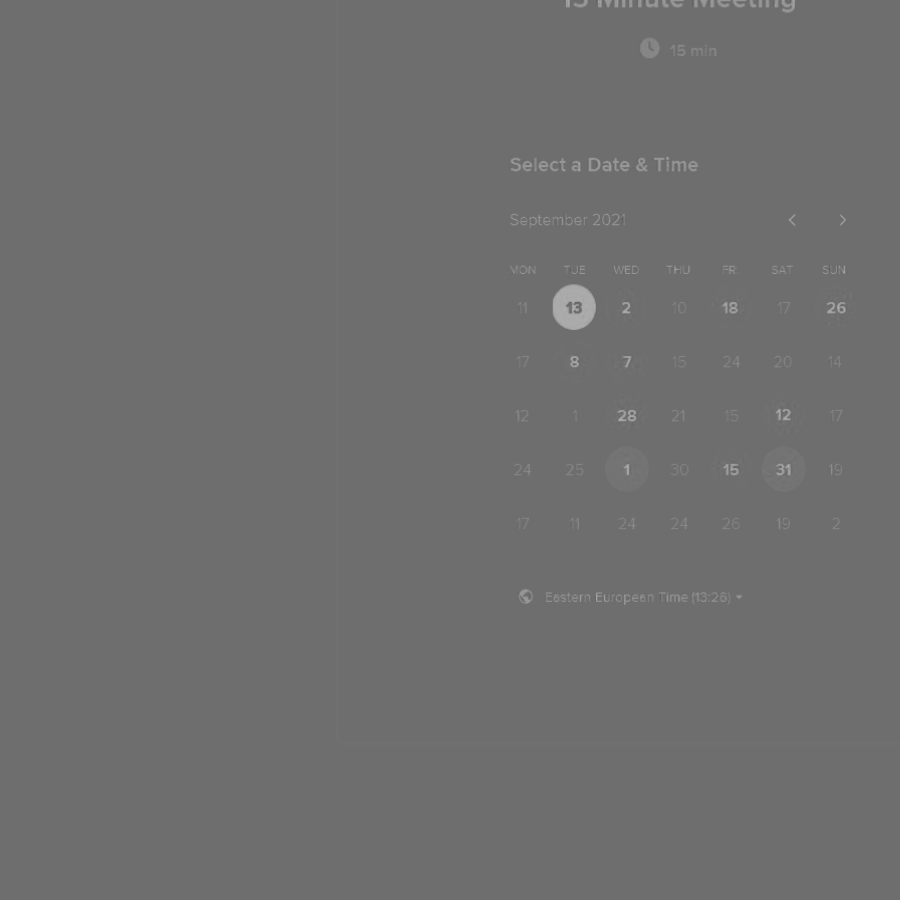 15 Minute Meeting
15 min
Select a Date & Time
September 2021
MON TUE WED THU FRI SAT SUN
11 13 2 10 18 17 26
17 8 7 15 24 20 14
12 1 28 21 15 12 17
24 25 1 30 15 31 19
17 11 24 24 26 19 2
Eastern European Time (13:26)